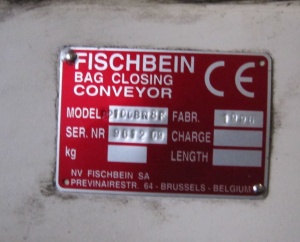 FISCHBEIN
BAG CLOSING
CONVEYOR
CE
MODEL FABR. 1998
SER. NR CHARGE
kg LENGTH
NV FISCHBEIN SA
PREVINAIRESTR. 64 - BRUSSELS - BELGIUM